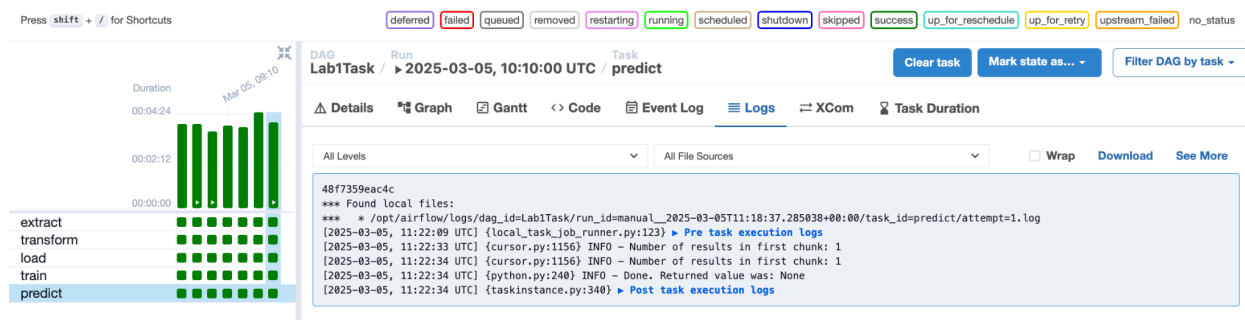 Press shift + / for Shortcuts
deferred failed queued removed restarting running scheduled shutdown skipped success up_for_reschedule up_for_retry upstream_failed no_status
Duration
Mar 05, 09:10
00:04:24
00:02:12
00:00:00
extract
transform
load
train
predict
DAG
Lab1Task /
Run
2025-03-05, 10:10:00 UTC /
Task
predict
Clear task
Mark state as...
Filter DAG by task
Details Graph Gantt <> Code Event Log Logs XCom Task Duration
All Levels
All File Sources
Wrap Download See More
48f7359eac4c
*** Found local files:
***   * /opt/airflow/logs/dag_id=Lab1Task/run_id=manual__2025-03-05T11:18:37.285038+00:00/task_id=predict/attempt=1.log
[2025-03-05, 11:22:09 UTC] {local_task_job_runner.py:123} ▶ Pre task execution logs
[2025-03-05, 11:22:33 UTC] {cursor.py:1156} INFO - Number of results in first chunk: 1
[2025-03-05, 11:22:34 UTC] {cursor.py:1156} INFO - Number of results in first chunk: 1
[2025-03-05, 11:22:34 UTC] {python.py:240} INFO - Done. Returned value was: None
[2025-03-05, 11:22:34 UTC] {taskinstance.py:340} ▶ Post task execution logs